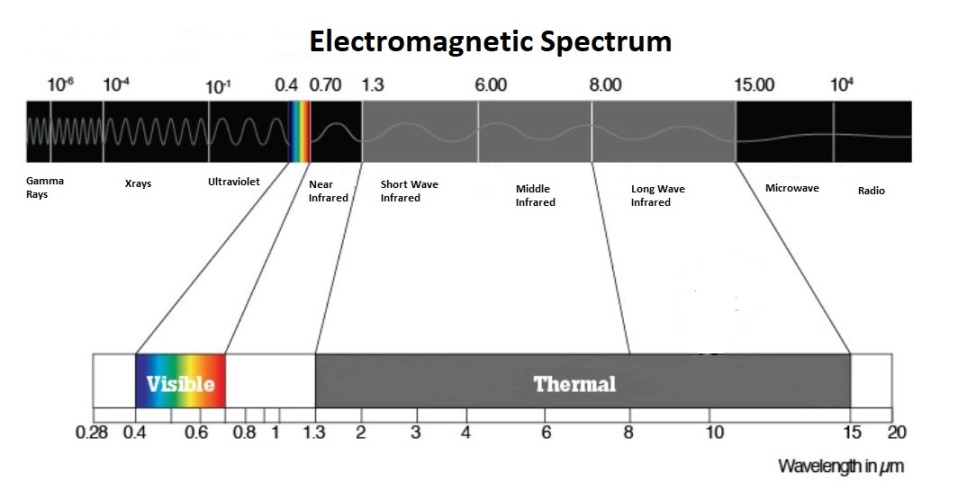 Electromagnetic Spectrum
10-6 10-4 10-1 0.4 0.70 1.3 6.00 8.00 15.00 104
Gamma
Rays
Xrays
Ultraviolet
Near
Infrared
Short Wave
Infrared
Middle
Infrared
Long Wave
Infrared
Microwave
Radio
Visible
Thermal
0.28 0.4 0.6 0.8 1 1.3 2 3 4 6 8 10 15 20
Wavelength in µm